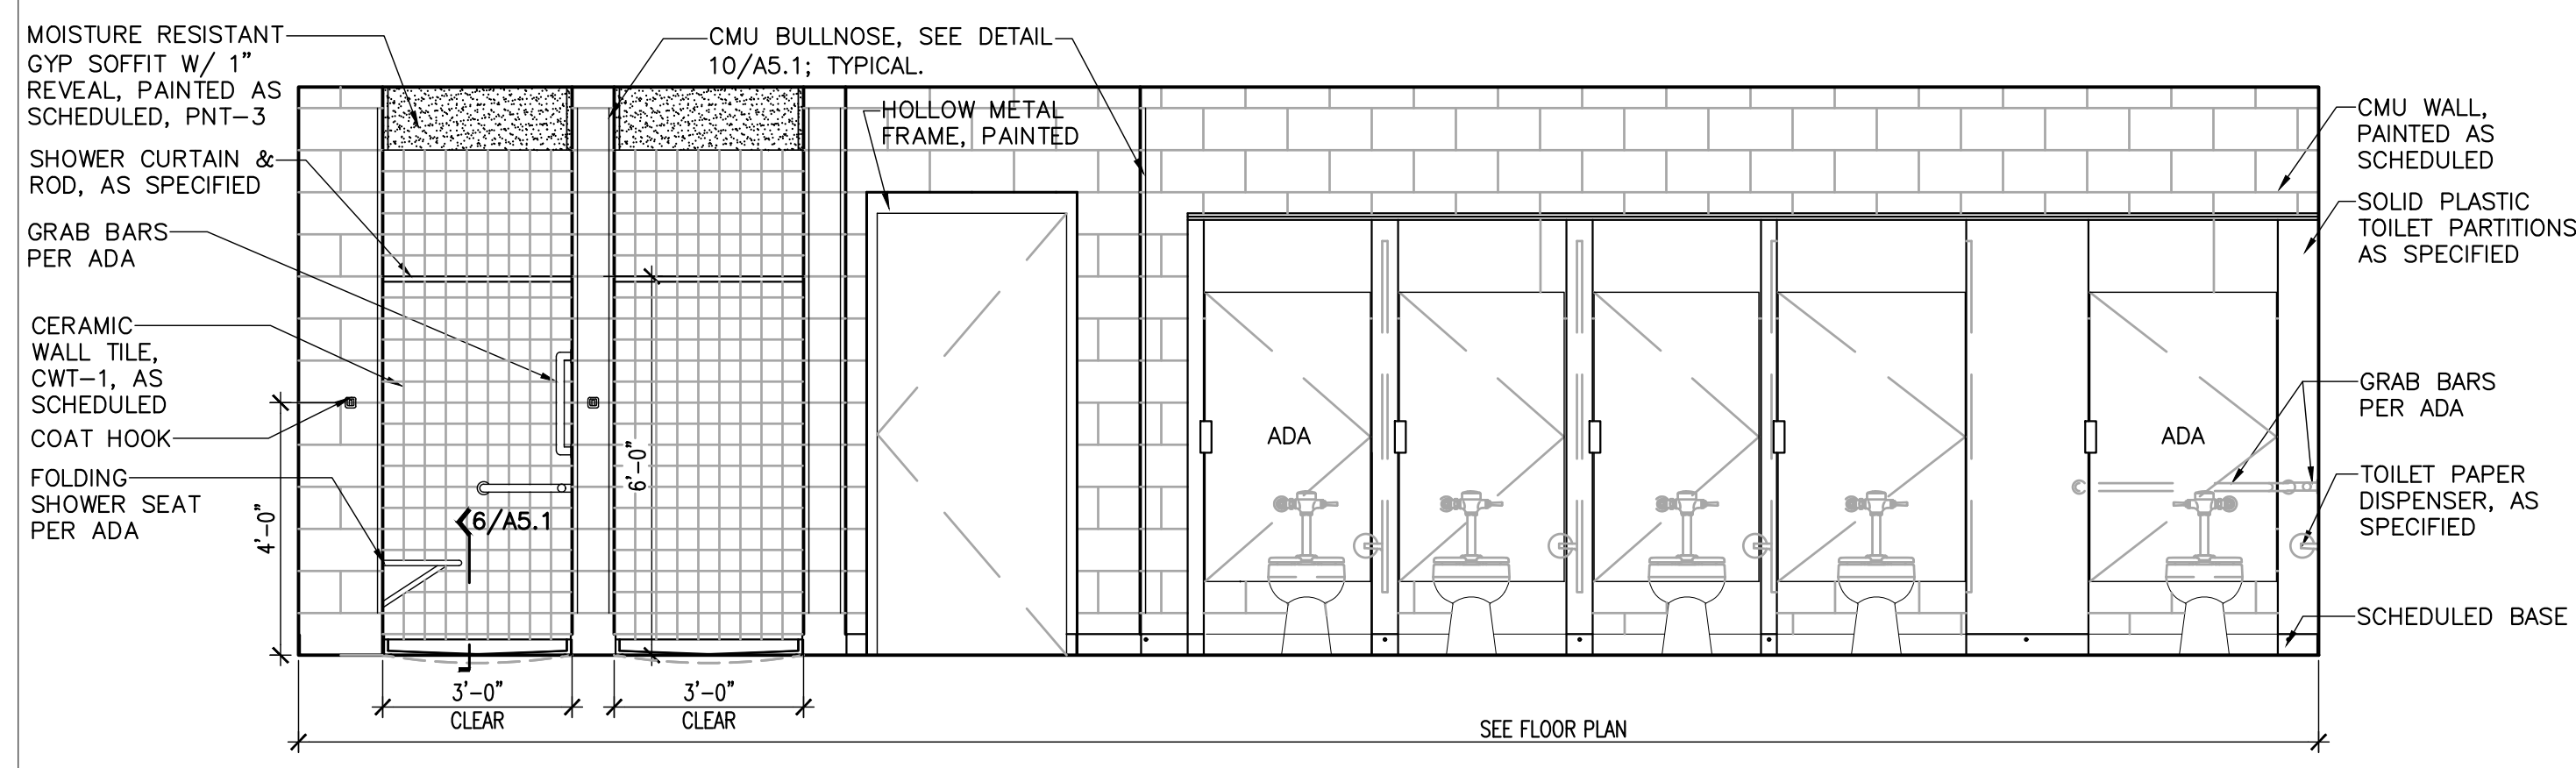 MOISTURE RESISTANT
GYP SOFFIT W/ 1"
REVEAL, PAINTED AS
SCHEDULED, PNT-3
SHOWER CURTAIN &
ROD, AS SPECIFIED
GRAB BARS
PER ADA
CERAMIC
WALL TILE,
CWT-1, AS
SCHEDULED
COAT HOOK
FOLDING
SHOWER SEAT
PER ADA
4'-0"
CMU BULLNOSE, SEE DETAIL
10/A5.1; TYPICAL.
HOLLOW METAL
FRAME, PAINTED
6'-0"
6/A5.1
3'-0"
CLEAR
3'-0"
CLEAR
ADA
ADA
SEE FLOOR PLAN
CMU WALL,
PAINTED AS
SCHEDULED
SOLID PLASTIC
TOILET PARTITIONS
AS SPECIFIED
GRAB BARS
PER ADA
TOILET PAPER
DISPENSER, AS
SPECIFIED
SCHEDULED BASE